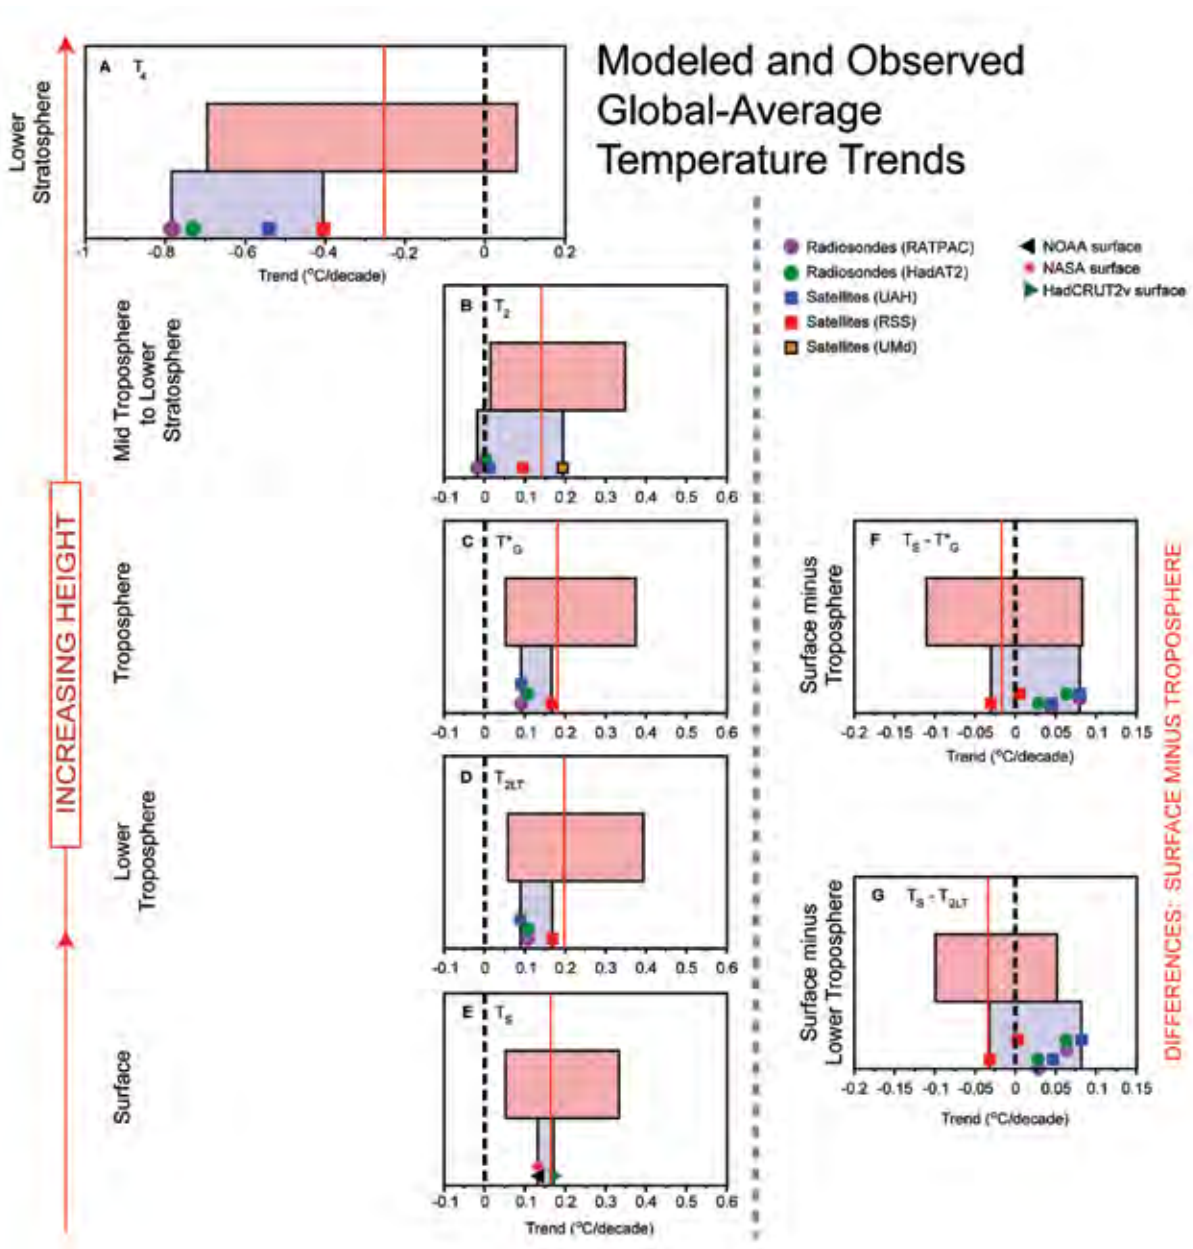 Modeled and Observed
Global-Average
Temperature Trends
A T4
Lower
Stratosphere
-1 -0.8 -0.6 -0.4 -0.2 0 0.2
Trend (°C/decade)
Radiosondes (RATPAC)
Radiosondes (HadAT2)
Satellites (UAH)
Satellites (RSS)
Satellites (UMd)
NOAA surface
NASA surface
HadCRUT2v surface
B T2
Mid Troposphere
to Lower
Stratosphere
-0.1 0 0.1 0.2 0.3 0.4 0.5 0.6
INCREASING HEIGHT
C T*G
Troposphere
-0.1 0 0.1 0.2 0.3 0.4 0.5 0.6
F TS - T*G
Surface minus
Troposphere
-0.2 -0.15 -0.1 -0.05 0 0.05 0.1 0.15
Trend (°C/decade)
D T2LT
Lower
Troposphere
-0.1 0 0.1 0.2 0.3 0.4 0.5 0.6
G TS - T2LT
Surface minus
Lower Troposphere
-0.2 -0.15 -0.1 -0.05 0 0.05 0.1 0.15
Trend (°C/decade)
E TS
Surface
-0.1 0 0.1 0.2 0.3 0.4 0.5 0.6
Trend (°C/decade)
DIFFERENCES: SURFACE MINUS TROPOSPHERE